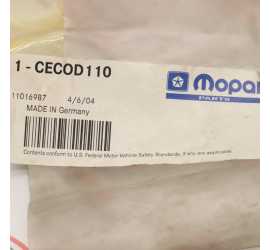 1 - CECOD110
Mopar
PARTS
11016987 4/6/04
MADE IN Germany
Contents conform to U.S. Federal Motor Vehicle Safety Standards, if any are applicable.